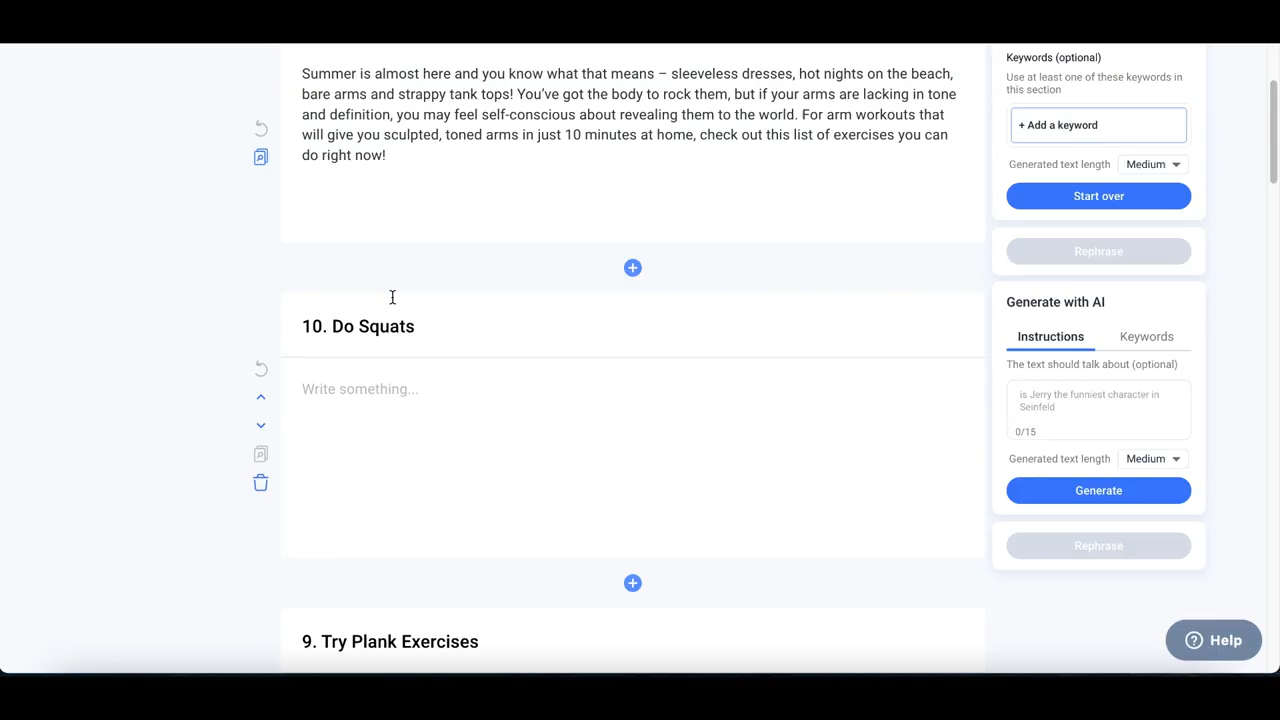 Summer is almost here and you know what that means – sleeveless dresses, hot nights on the beach,
bare arms and strappy tank tops! You’ve got the body to rock them, but if your arms are lacking in tone
and definition, you may feel self-conscious about revealing them to the world. For arm workouts that
will give you sculpted, toned arms in just 10 minutes at home, check out this list of exercises you can
do right now!
10. Do Squats
Write something...
9. Try Plank Exercises
Keywords (optional)
Use at least one of these keywords in
this section
+ Add a keyword
Generated text length Medium
Start over
Rephrase
Generate with AI
Instructions Keywords
The text should talk about (optional)
is Jerry the funniest character in
Seinfeld
0/15
Generated text length Medium
Generate
Rephrase
Help